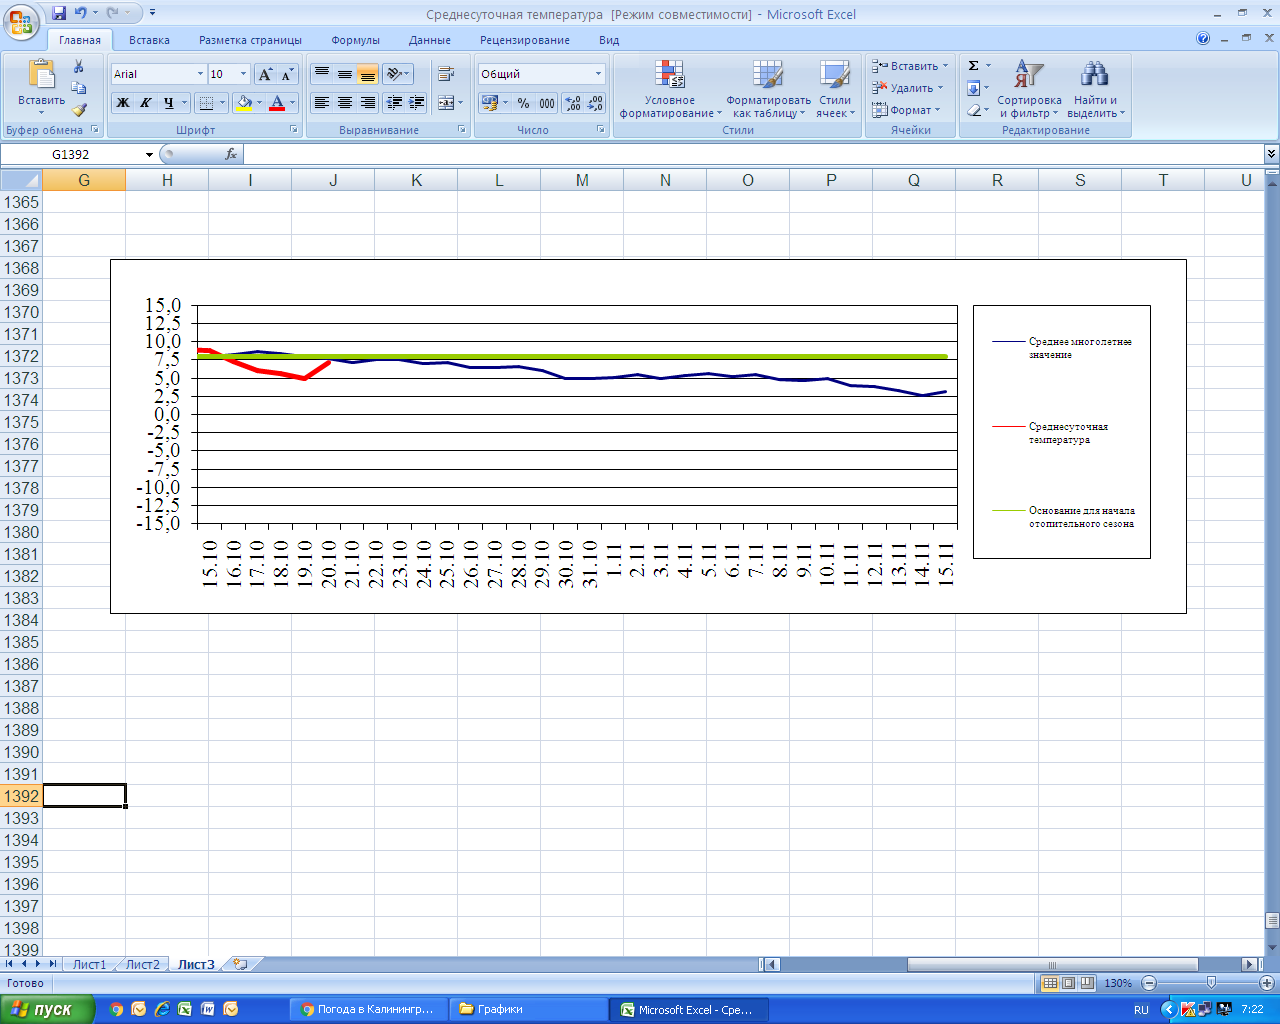 Среднесуточная температура [Режим совместимости] - Microsoft Excel
Главная Вставка Разметка страницы Формулы Данные Рецензирование Вид
Вставить
Буфер обмена
Arial 10
Ж К Ч
Шрифт
Выравнивание
Общий
% 000
Число
Условное форматирование
Форматировать как таблицу
Стили ячеек
Стили
Вставить
Удалить
Формат
Ячейки
Σ
Сортировка и фильтр
Найти и выделить
Редактирование
G1392 fx
G H I J K L M N O P Q R S T U
1365
1366
1367
1368
1369
1370
1371
1372
1373
1374
1375
1376
1377
1378
1379
1380
1381
1382
1383
1384
1385
1386
1387
1388
1389
1390
1391
1392
1393
1394
1395
1396
1397
1398
1399
15,0
12,5
10,0
7,5
5,0
2,5
0,0
-2,5
-5,0
-7,5
-10,0
-12,5
-15,0
15.10 16.10 17.10 18.10 19.10 20.10 21.10 22.10 23.10 24.10 25.10 26.10 27.10 28.10 29.10 30.10 31.10 1.11 2.11 3.11 4.11 5.11 6.11 7.11 8.11 9.11 10.11 11.11 12.11 13.11 14.11 15.11
Среднее многолетнее
значение
Среднесуточная
температура
Основание для начала
отопительного сезона
Лист1 Лист2 Лист3
Готово 130%
пуск Погода в Калинингр... Графики Microsoft Excel - Сре... RU 7:22